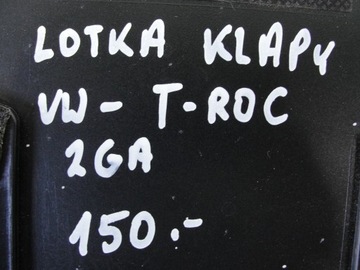 LOTKA KLAPY
VW - T-ROC
2GA
150.-